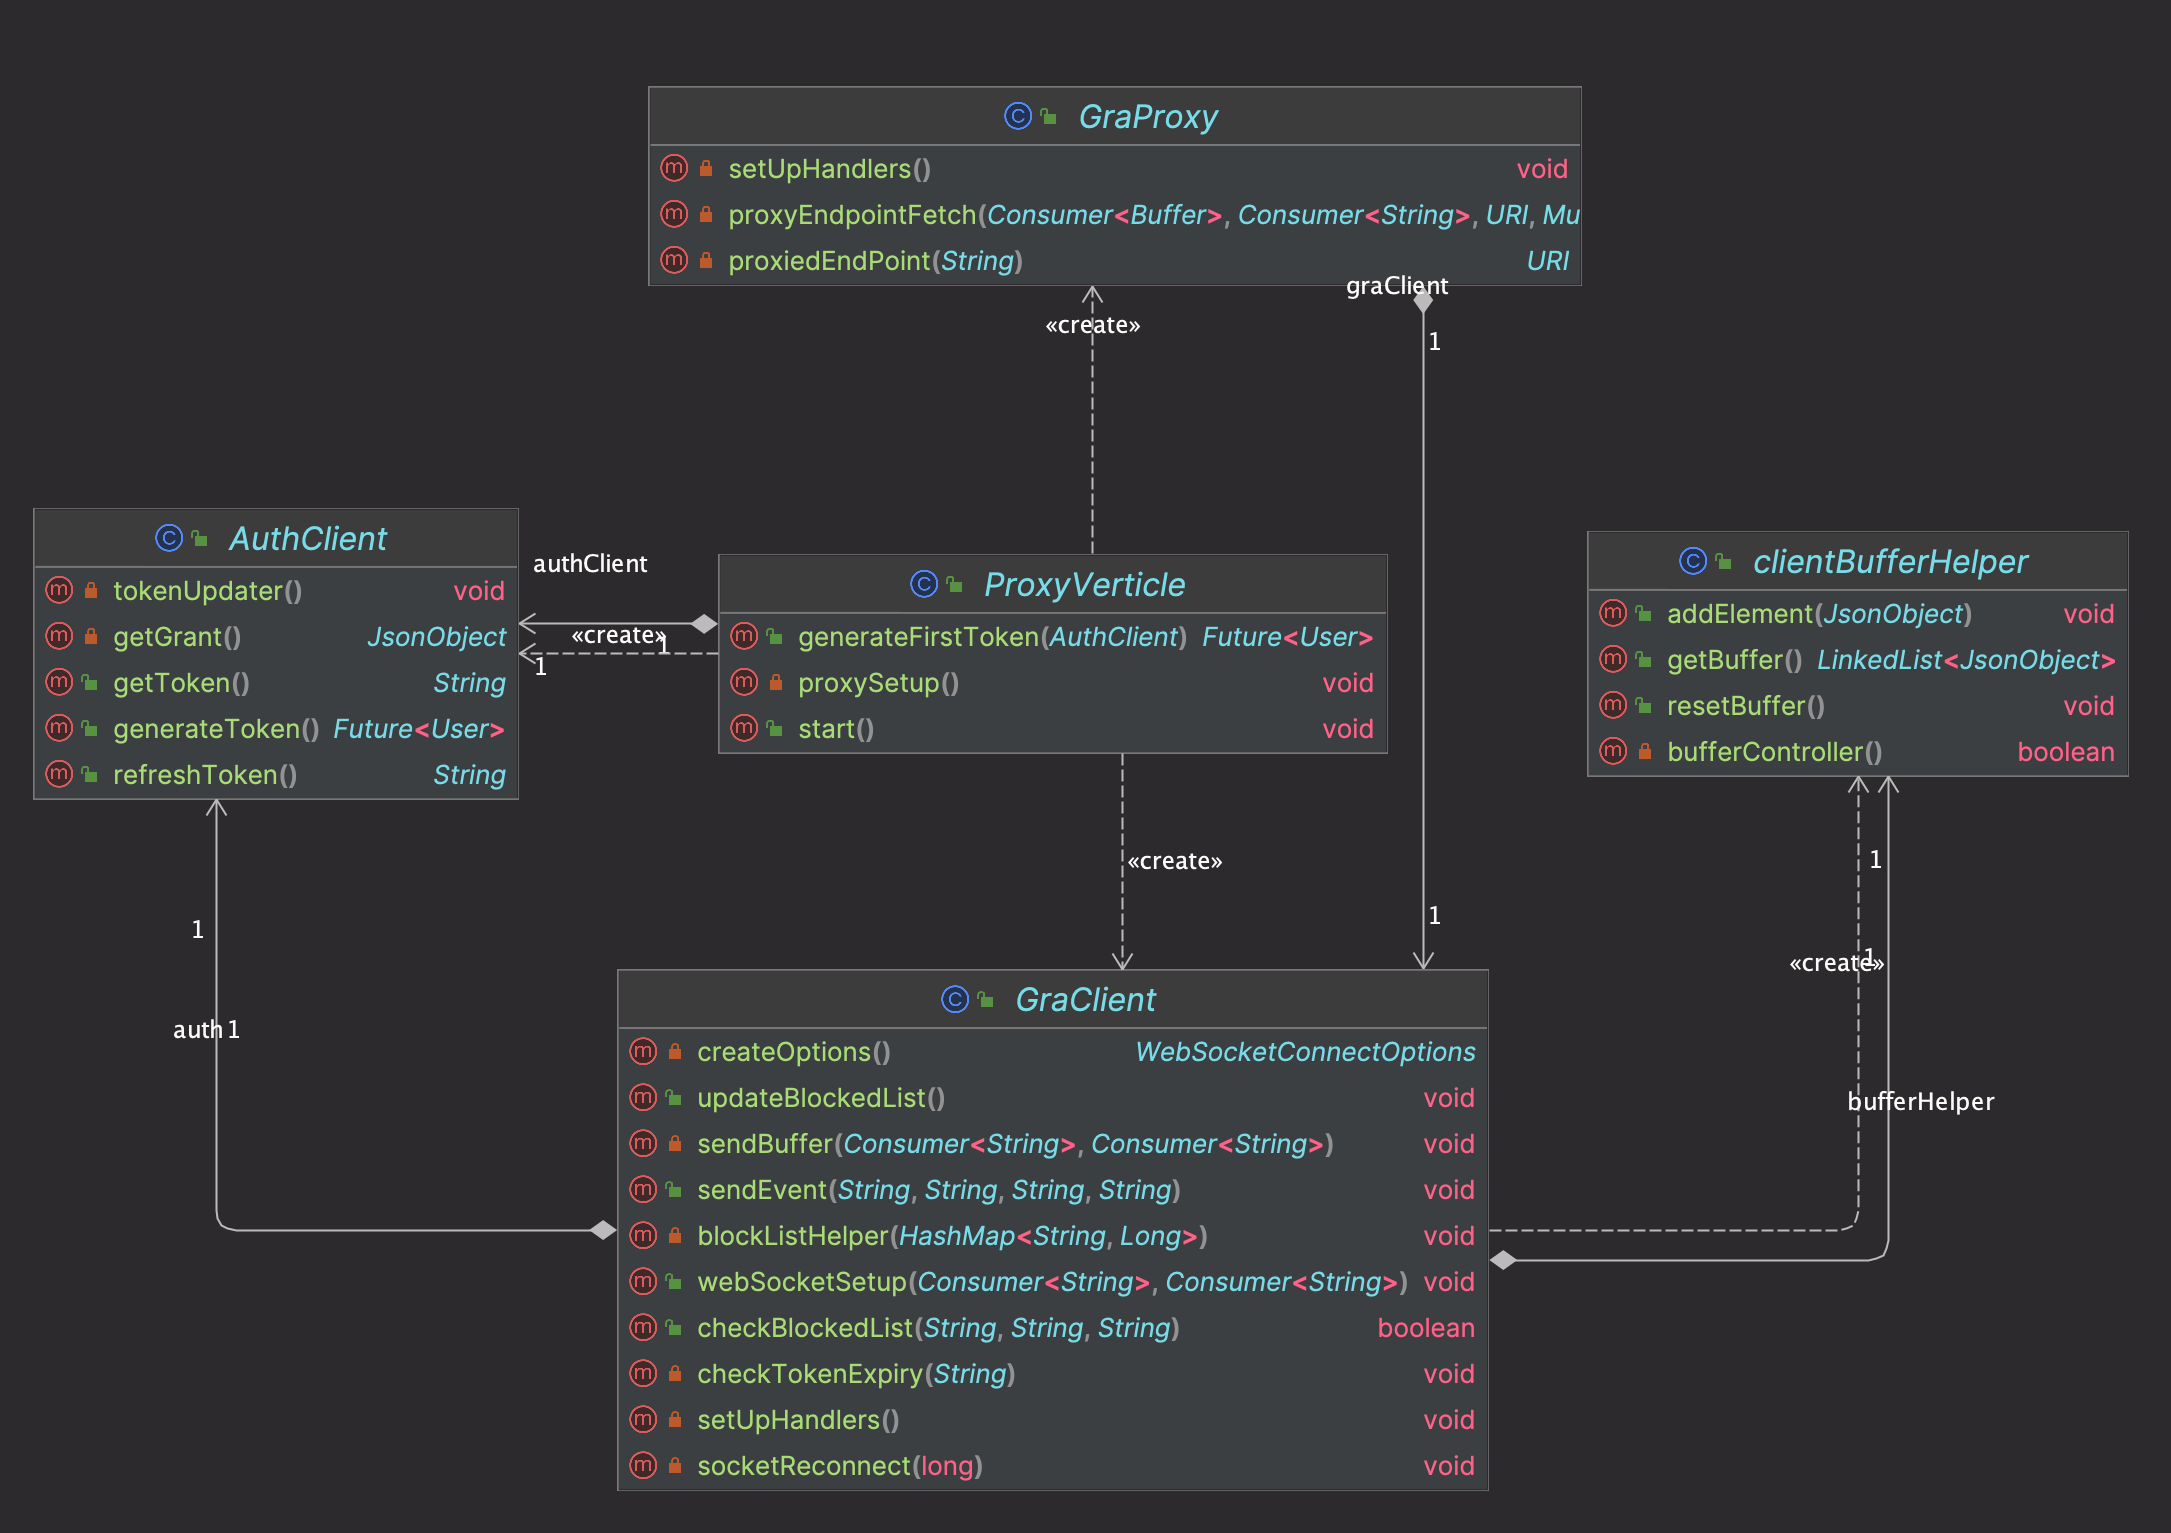 GraProxy
setUpHandlers() void
proxyEndpointFetch(Consumer<Buffer>, Consumer<String>, URI, Mu
proxiedEndPoint(String) URI
graClient
1
«create»
AuthClient
tokenUpdater() void
getGrant() JsonObject
getToken() String
generateToken() Future<User>
refreshToken() String
authClient
«create»
1
1
ProxyVerticle
generateFirstToken(AuthClient) Future<User>
proxySetup() void
start() void
clientBufferHelper
addElement(JsonObject) void
getBuffer() LinkedList<JsonObject>
resetBuffer() void
bufferController() boolean
«create»
1
1
1
auth 1
1
«create»
bufferHelper
GraClient
createOptions() WebSocketConnectOptions
updateBlockedList() void
sendBuffer(Consumer<String>, Consumer<String>) void
sendEvent(String, String, String, String) void
blockListHelper(HashMap<String, Long>) void
webSocketSetup(Consumer<String>, Consumer<String>) void
checkBlockedList(String, String, String) boolean
checkTokenExpiry(String) void
setUpHandlers() void
socketReconnect(long) void